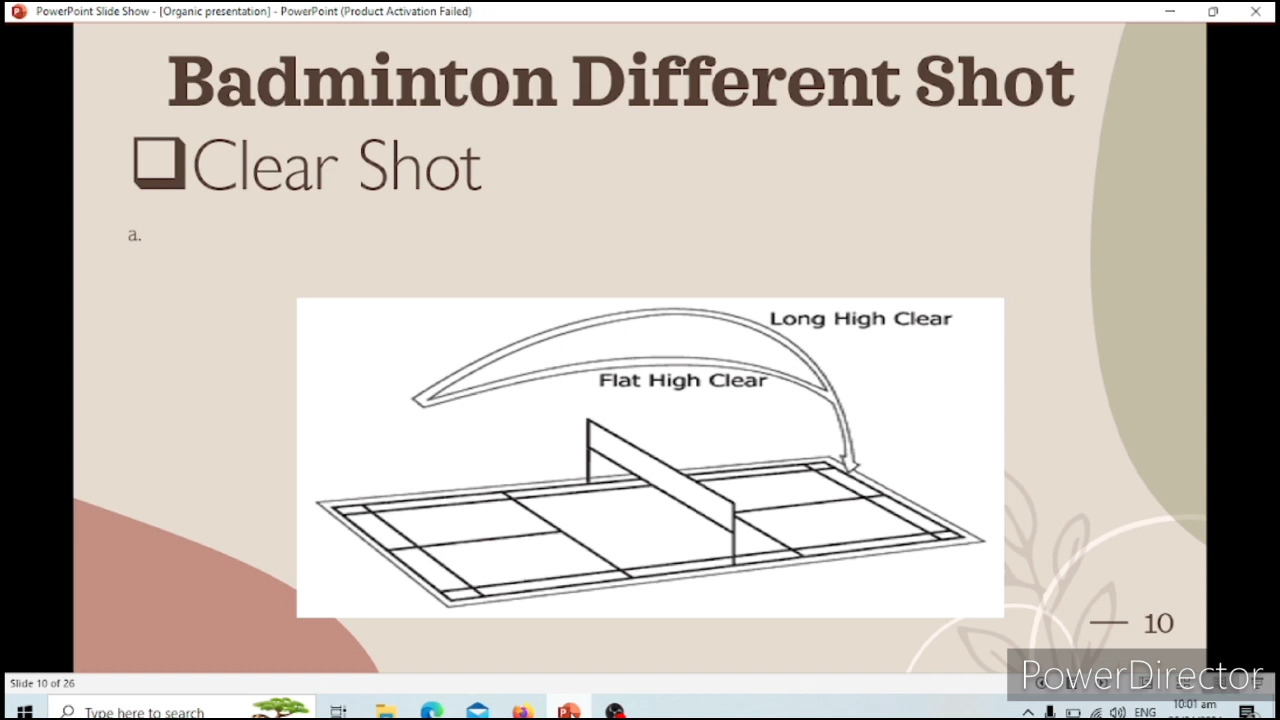 PowerPoint Slide Show - [Organic presentation] - PowerPoint (Product Activation Failed)
Badminton Different Shot
Clear Shot
a.
Long High Clear
Flat High Clear
10
PowerDirector
Slide 10 of 26
Type here to search
ENG
10:01 am